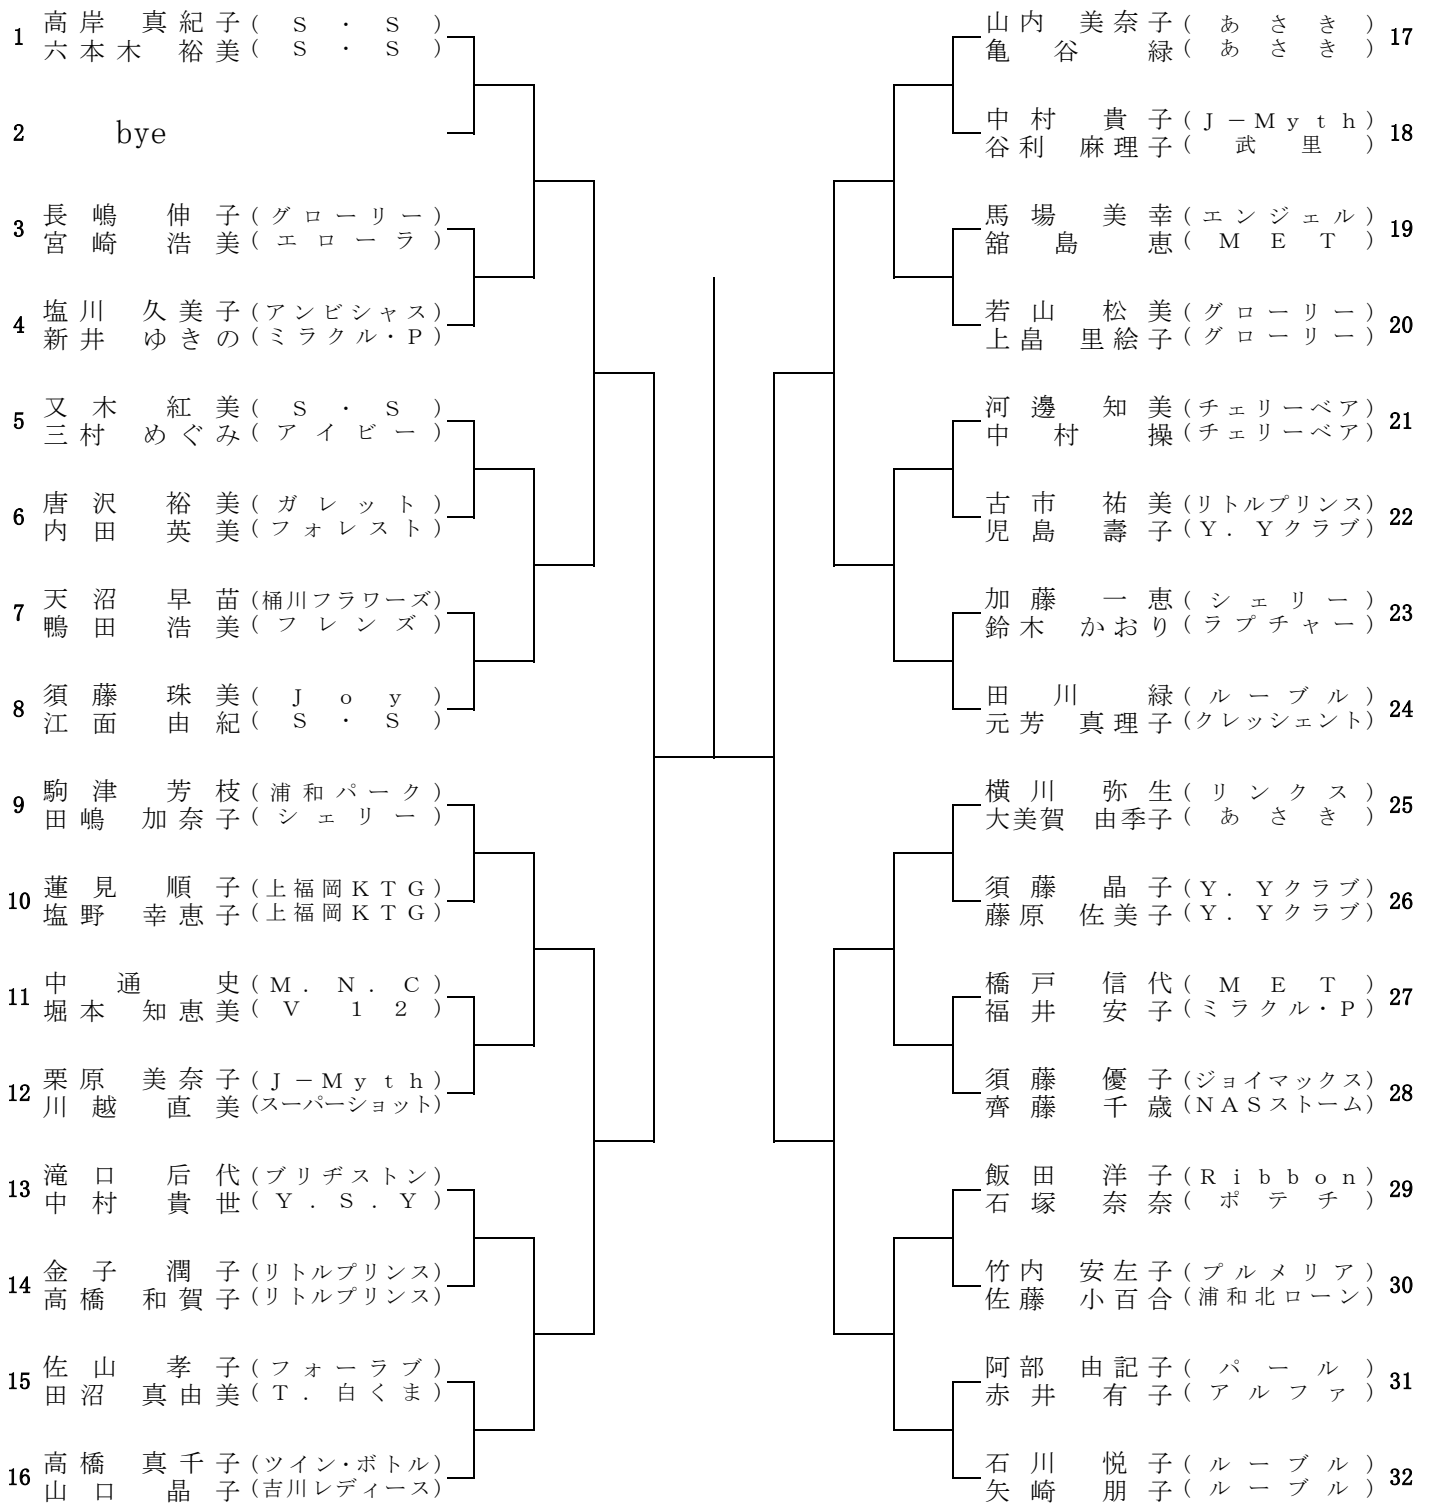 1 高岸 真紀子 (S・S)
六本木 裕美 (S・S)
2 bye
3 長嶋 伸子 (グローリー)
宮崎 浩美 (エローラ)
4 塩川 久美子 (アンビシャス)
新井 ゆきの (ミラクル・P)
5 又木 紅美 (S・S)
三村 めぐみ (アイビー)
6 唐沢 裕美 (ガレット)
内田 英美 (フォレスト)
7 天沼 早苗 (桶川フラワーズ)
鴨田 浩美 (フレンズ)
8 須藤 珠美 (Joy)
江面 由紀 (S・S)
9 駒津 芳枝 (浦和パーク)
田嶋 加奈子 (シェリー)
10 蓮見 順子 (上福岡KTG)
塩野 幸恵子 (上福岡KTG)
11 中 通史 (M.N.C)
堀本 知恵美 (V12)
12 栗原 美奈子 (J-Myth)
川越 直美 (スーパーショット)
13 滝口 后代 (ブリヂストン)
中村 貴世 (Y.S.Y)
14 金子 潤子 (リトルプリンス)
高橋 和賀子 (リトルプリンス)
15 佐山 孝子 (フォーラブ)
田沼 真由美 (T.白くま)
16 高橋 真千子 (ツイン・ボトル)
山口 晶子 (吉川レディース)
山内 美奈子 (あさき) 17
亀谷 緑 (あさき)
中村 貴子 (J-Myth) 18
谷利 麻理子 (武里)
馬場 美幸 (エンジェル) 19
舘島 恵 (MET)
若山 松美 (グローリー) 20
上畠 里絵子 (グローリー)
河邊 知美 (チェリーベア) 21
中村 操 (チェリーベア)
古市 祐美 (リトルプリンス) 22
児島 壽子 (Y.Yクラブ)
加藤 一恵 (シェリー) 23
鈴木 かおり (ラプチャー)
田川 緑 (ルーブル) 24
元芳 真理子 (クレッシェント)
横川 弥生 (リンクス) 25
大美賀 由季子 (あさき)
須藤 晶子 (Y.Yクラブ) 26
藤原 佐美子 (Y.Yクラブ)
橋戸 信代 (MET) 27
福井 安子 (ミラクル・P)
須藤 優子 (ジョイマックス) 28
齊藤 千歳 (NASストーム)
飯田 洋子 (Ribbon) 29
石塚 奈奈 (ポテチ)
竹内 安左子 (プルメリア) 30
佐藤 小百合 (浦和北ローン)
阿部 由記子 (パール) 31
赤井 有子 (アルファ)
石川 悦子 (ルーブル) 32
矢崎 朋子 (ルーブル)